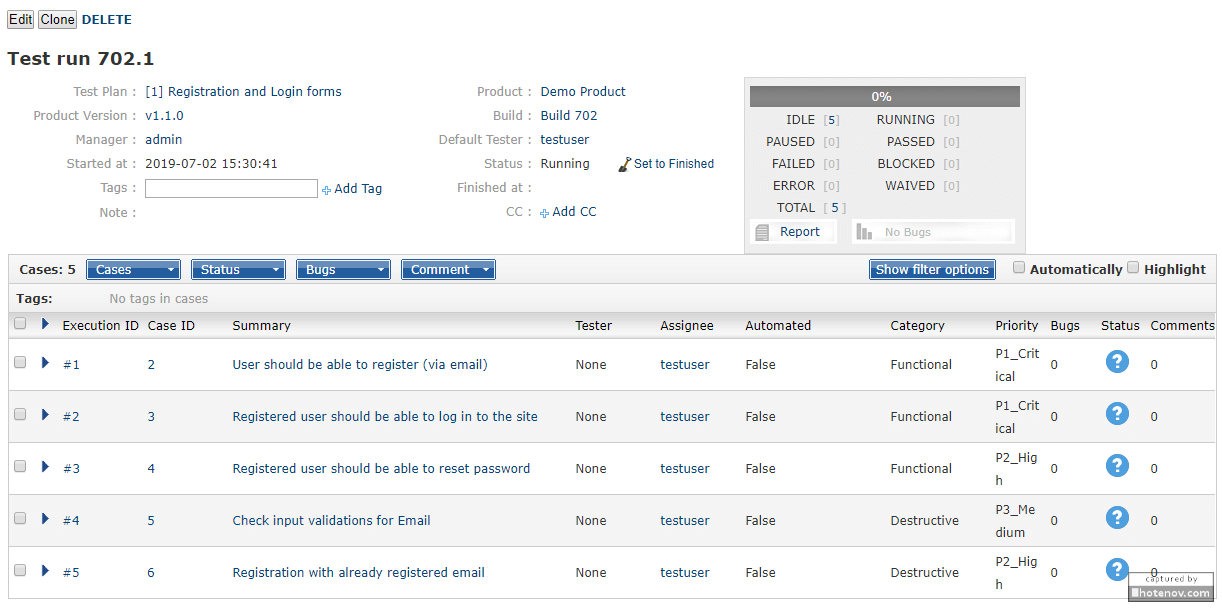 Edit Clone DELETE
Test run 702.1
Test Plan : [1] Registration and Login forms Product : Demo Product
Product Version : v1.1.0 Build : Build 702
Manager : admin Default Tester : testuser
Started at : 2019-07-02 15:30:41 Status : Running Set to Finished
Tags : Add Tag Finished at :
Note : CC : Add CC
0%
IDLE [5] RUNNING [0]
PAUSED [0] PASSED [0]
FAILED [0] BLOCKED [0]
ERROR [0] WAIVED [0]
TOTAL [ 5 ]
Report No Bugs
Cases: 5 Cases Status Bugs Comment Show filter options Automatically Highlight
Tags: No tags in cases
Execution ID Case ID Summary Tester Assignee Automated Category Priority Bugs Status Comments
#1 2 User should be able to register (via email) None testuser False Functional P1_Crit 0 ? 0
ical
#2 3 Registered user should be able to log in to the site None testuser False Functional P1_Crit 0 ? 0
ical
#3 4 Registered user should be able to reset password None testuser False Functional P2_Hig 0 ? 0
h
#4 5 Check input validations for Email None testuser False Destructive P3_Me 0 ? 0
dium
#5 6 Registration with already registered email None testuser False Destructive P2_Hig 0 ? 0
h
captured by
hotenov.com